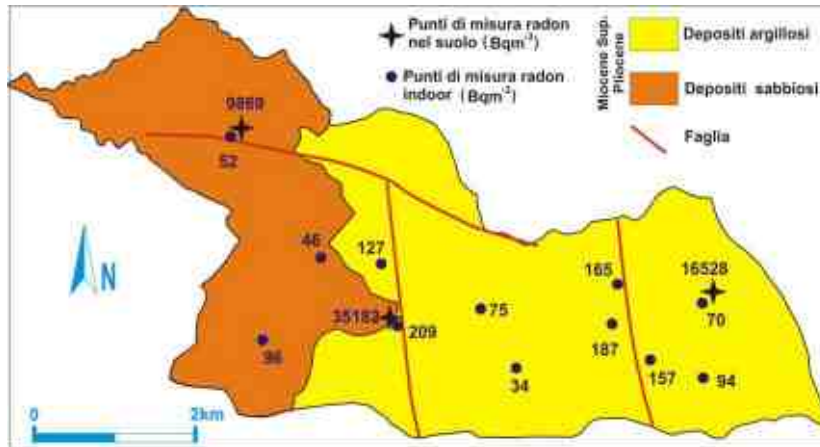 Punti di misura radon
nel suolo (Bqm⁻³)
Punti di misura radon
indoor (Bqm⁻³)
Mioceno Sup.
Pliocene
Depositi argillosi
Depositi sabbiosi
Faglia
9869
52
46
127
165
16528
35182
209
75
70
96
187
34
157
94
N
0
2km